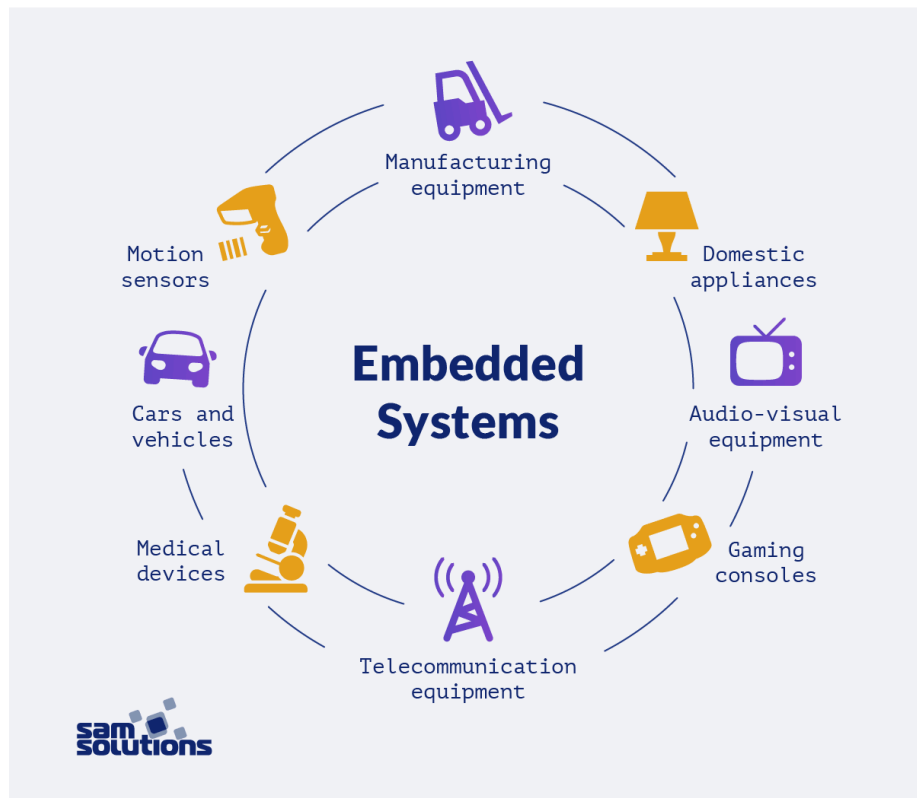 Manufacturing
equipment
Motion
sensors
Domestic
appliances
Embedded
Systems
Cars and
vehicles
Audio-visual
equipment
Medical
devices
Gaming
consoles
Telecommunication
equipment
sam
solutions